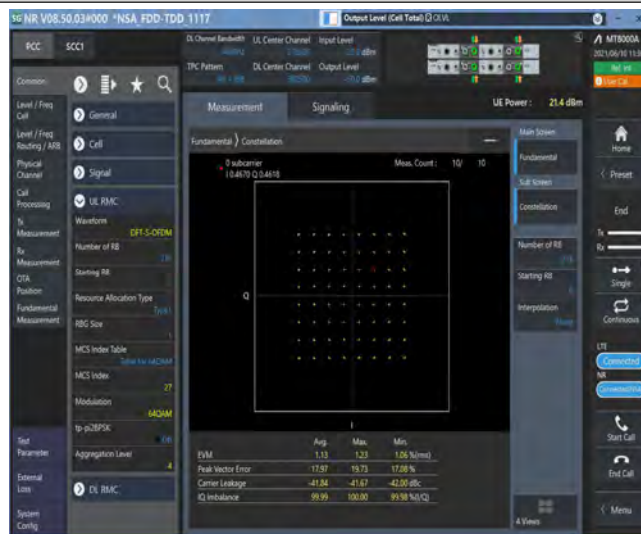 5G NR V08.50.03#000 *NSA_FDD-TDD_1117
Output Level (Cell Total)
PCC
SCC1
DL Channel Bandwidth
UL Center Channel
Input Level
TPC Pattern
DL Center Channel
Output Level
MT8000A
Common
Level / Freq
Cell
Level / Freq
Routing / ARB
Physical
Channel
Call
Processing
Tx
Measurement
Rx
Measurement
OTA
Position
Fundamental
Measurement
Test
Parameter
External
Loss
System
Config
General
Cell
Signal
UL RMC
Waveform
DFT-S-OFDM
Number of RB
Starting RB
Resource Allocation Type
RBG Size
1
MCS Index Table
MCS Index
27
Modulation
64QAM
tp-pi2BPSK
Aggregation Level
4
DL RMC
Measurement
Signaling
UE Power : 21.4 dBm
Fundamental
Constellation
0 subcarrier
I 0.4670 Q 0.4618
Meas. Count : 10/ 10
Q
I
Avg. Max. Min.
EVM 1.13 1.23 1.06 %(rms)
Peak Vector Error 17.97 19.73 17.08 %
Carrier Leakage -41.84 -41.67 -42.00 dBc
IQ Imbalance 99.99 100.00 99.98 %(I/Q)
Main Screen
Fundamental
Sub Screen
Constellation
Number of RB
Starting RB
Interpolation
4 Views
Home
Preset
End
Tx
Rx
Single
Continuous
LTE
Connected
NR
Start Call
End Call
Menu